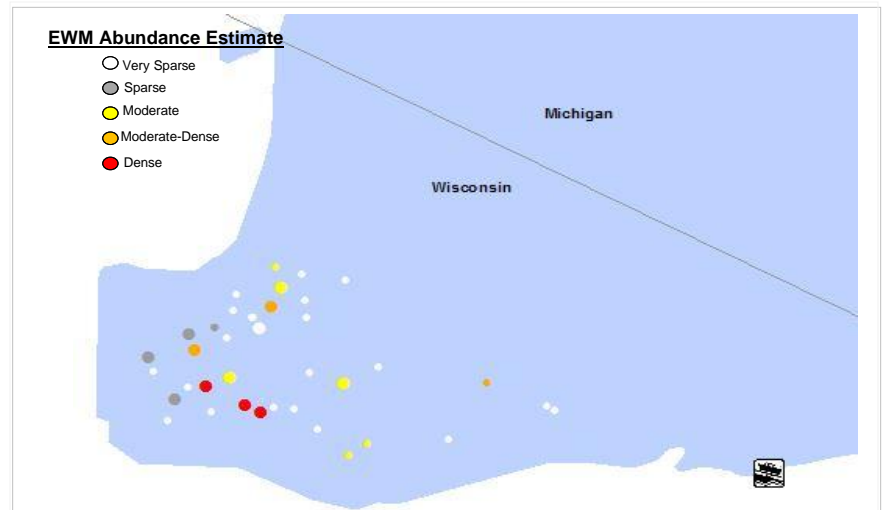 EWM Abundance Estimate
Very Sparse
Sparse
Moderate
Moderate-Dense
Dense
Michigan
Wisconsin